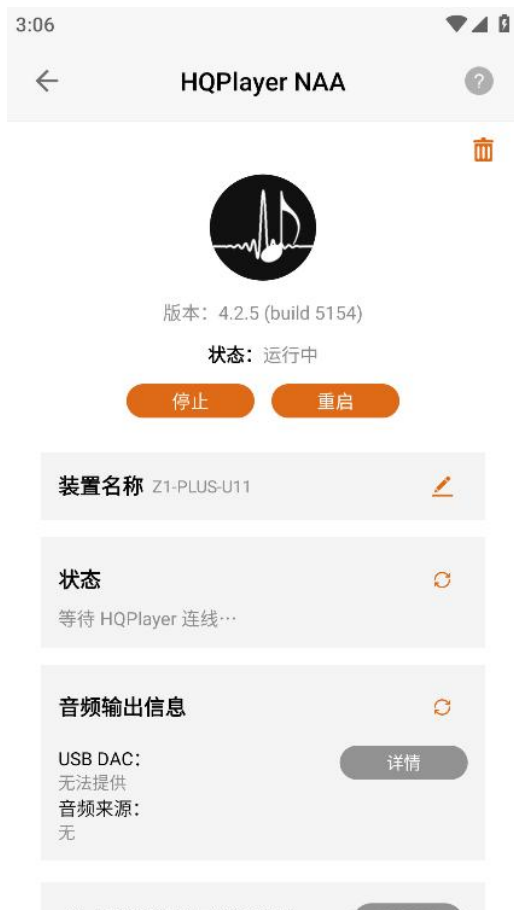 3:06
HQPlayer NAA
?
版本：4.2.5 (build 5154)
状态：运行中
停止 重启
装置名称 Z1-PLUS-U11
状态
等待 HQPlayer 连线…
音频输出信息
USB DAC：
详情
无法提供
音频来源：
无